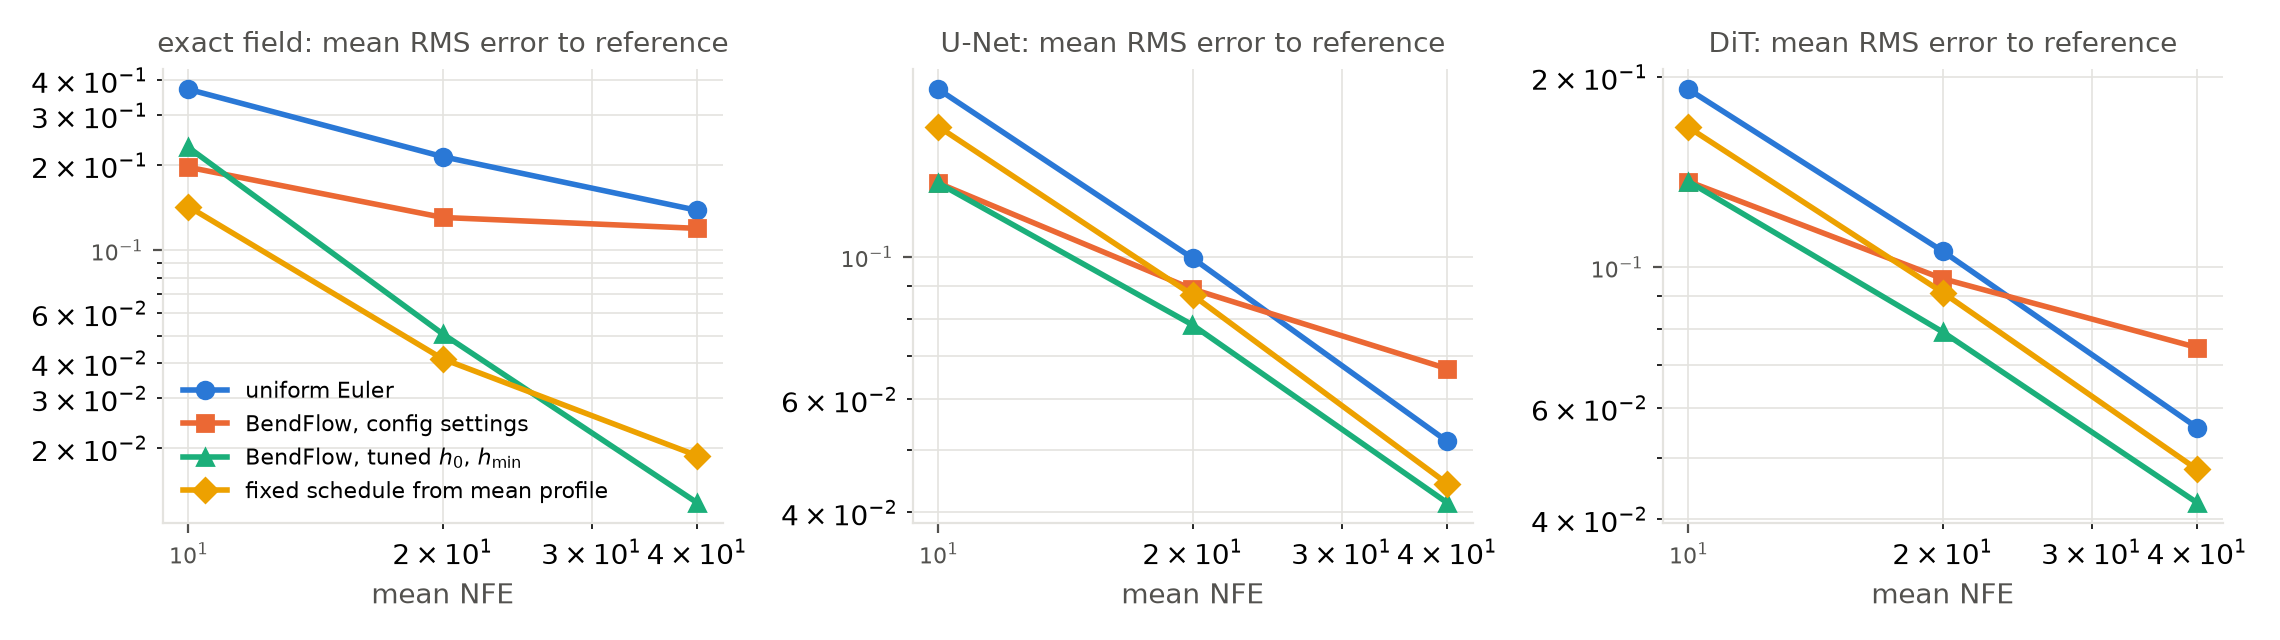 exact field: mean RMS error to reference
4 × 10⁻¹
3 × 10⁻¹
2 × 10⁻¹
10⁻¹
6 × 10⁻²
4 × 10⁻²
3 × 10⁻²
2 × 10⁻²
uniform Euler
BendFlow, config settings
BendFlow, tuned h₀, hₘᵢₙ
fixed schedule from mean profile
10¹ 2 × 10¹ 3 × 10¹ 4 × 10¹
mean NFE
U-Net: mean RMS error to reference
10⁻¹
6 × 10⁻²
4 × 10⁻²
10¹ 2 × 10¹ 3 × 10¹ 4 × 10¹
mean NFE
DiT: mean RMS error to reference
2 × 10⁻¹
10⁻¹
6 × 10⁻²
4 × 10⁻²
10¹ 2 × 10¹ 3 × 10¹ 4 × 10¹
mean NFE